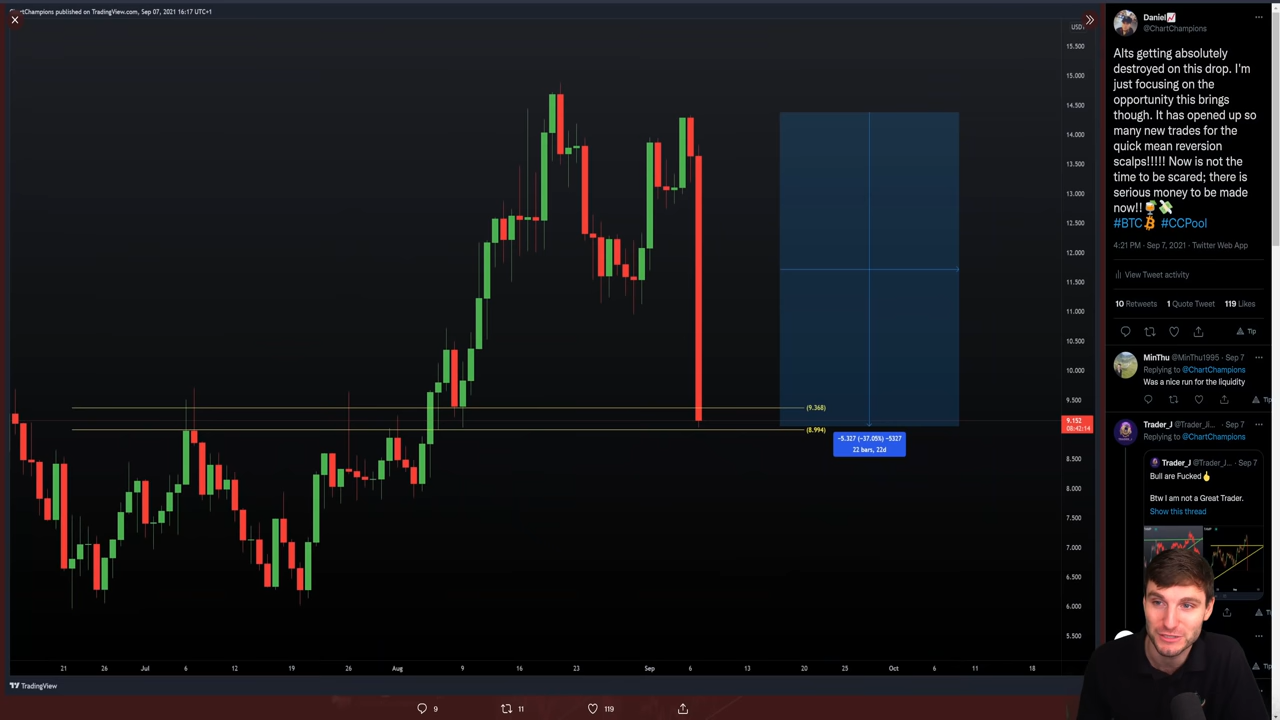 ChartChampions published on TradingView.com, Sep 07, 2021 16:17 UTC+1
USD
15.500
15.000
14.500
14.000
13.500
13.000
12.500
12.000
11.500
11.000
10.500
10.000
9.500
9.152
08:42:14
8.500
8.000
7.500
7.000
6.500
6.000
5.500
(9.368)
(8.994)
−5.327 (−37.05%) −5327
22 bars, 22d
21
26
Jul
6
12
19
26
Aug
9
16
23
Sep
6
13
20
25
Oct
6
11
18
TradingView
9
11
119
Daniel📈
@ChartChampions
Alts getting absolutely
destroyed on this drop. I'm
just focusing on the
opportunity this brings
though. It has opened up so
many new trades for the
quick mean reversion
scalps!!!!! Now is not the
time to be scared; there is
serious money to be made
now!!
#BTC #CCPool
4:21 PM · Sep 7, 2021 · Twitter Web App
View Tweet activity
10 Retweets 1 Quote Tweet 119 Likes
Tip
MinThu @MinThu1995 · Sep 7
Replying to @ChartChampions
Was a nice run for the liquidity
Tip
Trader_J @Trader_Ji... · Sep 7
Replying to @ChartChampions
Trader_J @Trader_J... · Sep 7
Bull are Fucked
Btw I am not a Great Trader.
Show this thread